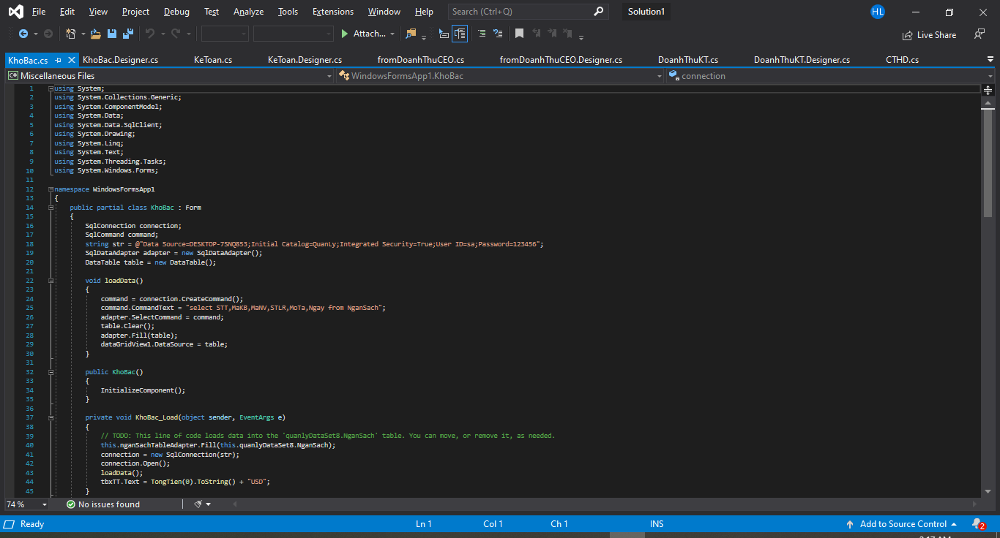 File Edit View Project Debug Test Analyze Tools Extensions Window Help Search (Ctrl+Q) Solution1 HL
Attach... Live Share
KhoBac.cs KhoBac.Designer.cs KeToan.cs KeToan.Designer.cs fromDoanhThuCEO.cs fromDoanhThuCEO.Designer.cs DoanhThuKT.cs DoanhThuKT.Designer.cs CTHD.cs
C# Miscellaneous Files WindowsFormsApp1.KhoBac connection
1 using System;
2 using System.Collections.Generic;
3 using System.ComponentModel;
4 using System.Data;
5 using System.Data.SqlClient;
6 using System.Drawing;
7 using System.Linq;
8 using System.Text;
9 using System.Threading.Tasks;
10 using System.Windows.Forms;
11
12 namespace WindowsFormsApp1
13 {
14 public partial class KhoBac : Form
15 {
16 SqlConnection connection;
17 SqlCommand command;
18 string str = @"Data Source=DESKTOP-7SNQ853;Initial Catalog=QuanLy;Integrated Security=True;User ID=sa;Password=123456";
19 SqlDataAdapter adapter = new SqlDataAdapter();
20 DataTable table = new DataTable();
21
22 void loadData()
23 {
24 command = connection.CreateCommand();
25 command.CommandText = "select STT,MaKB,MaNV,STLR,MoTa,Ngay from NganSach";
26 adapter.SelectCommand = command;
27 table.Clear();
28 adapter.Fill(table);
29 dataGridView1.DataSource = table;
30 }
31
32 public KhoBac()
33 {
34 InitializeComponent();
35 }
36
37 private void KhoBac_Load(object sender, EventArgs e)
38 {
39 // TODO: This line of code loads data into the 'quanlyDataSet8.NganSach' table. You can move, or remove it, as needed.
40 this.nganSachTableAdapter.Fill(this.quanlyDataSet8.NganSach);
41 connection = new SqlConnection(str);
42 connection.Open();
43 loadData();
44 tbxTT.Text = TongTien(0).ToString() + "USD";
45 }
74 % No issues found
Ready Ln 1 Col 1 Ch 1 INS Add to Source Control 2